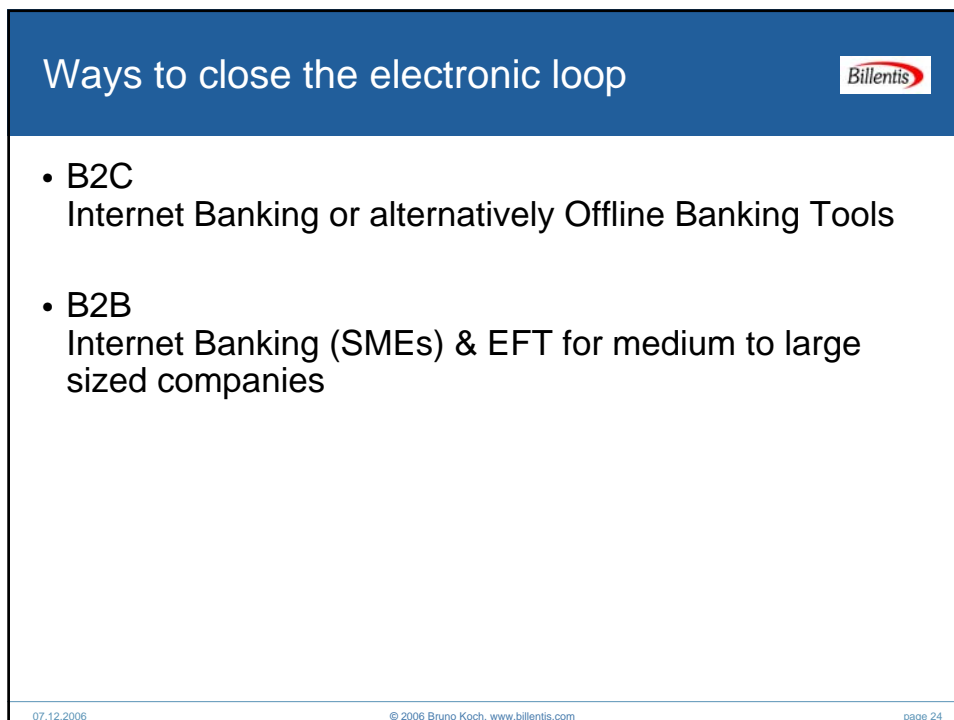 Ways to close the electronic loop
Billentis
• B2C
Internet Banking or alternatively Offline Banking Tools
• B2B
Internet Banking (SMEs) & EFT for medium to large
sized companies
07.12.2006
© 2006 Bruno Koch, www.billentis.com
page 24